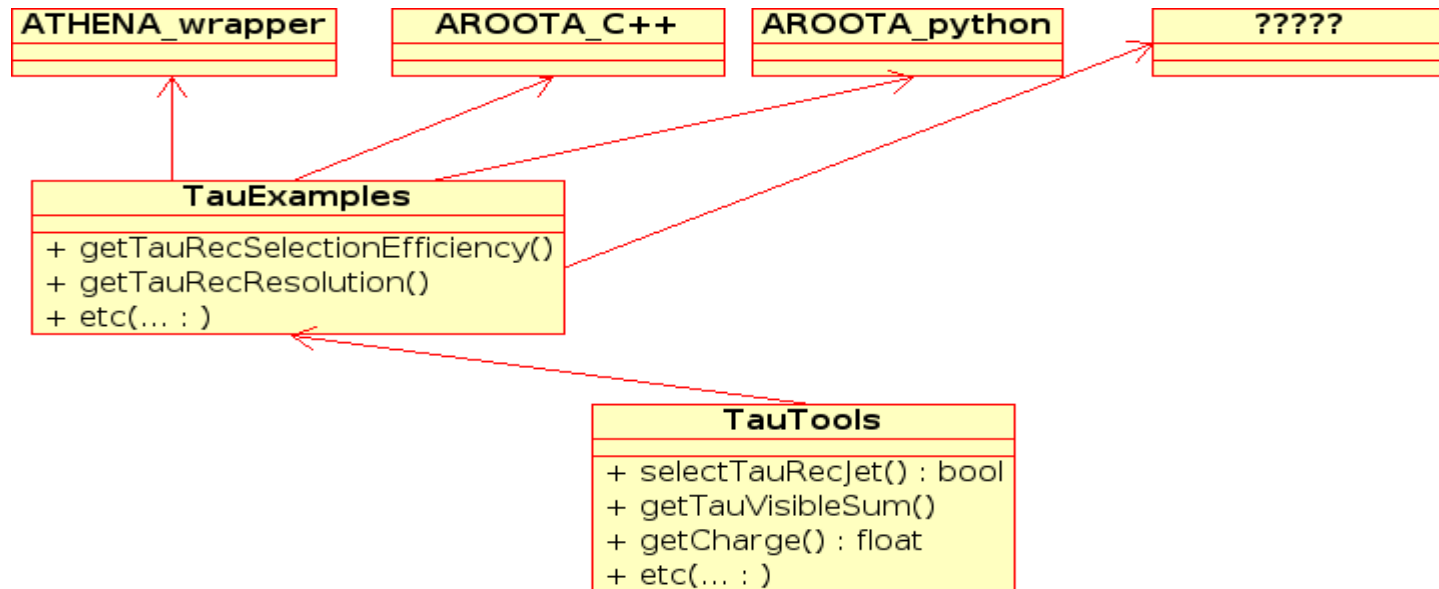 ATHENA_wrapper
AROOTA_C++
AROOTA_python
?????
TauExamples
+ getTauRecSelectionEfficiency()
+ getTauRecResolution()
+ etc(... : )
TauTools
+ selectTauRecJet() : bool
+ getTauVisibleSum()
+ getCharge() : float
+ etc(... : )